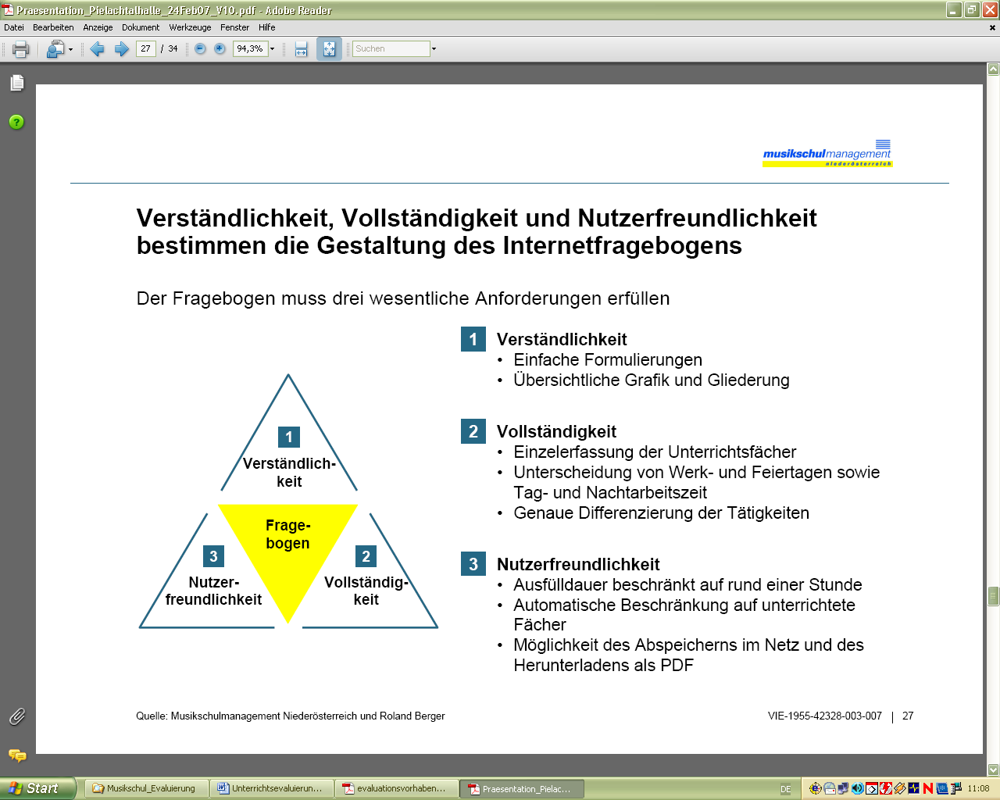 Praesentation_Pielachtalhalle_24Feb07_V10.pdf - Adobe Reader
Datei Bearbeiten Anzeige Dokument Werkzeuge Fenster Hilfe
27 / 34 94,3% Suchen
musikschulmanagement
niederösterreich
Verständlichkeit, Vollständigkeit und Nutzerfreundlichkeit
bestimmen die Gestaltung des Internetfragebogens
Der Fragebogen muss drei wesentliche Anforderungen erfüllen
1
Verständlich-
keit
Frage-
bogen
3
Nutzer-
freundlichkeit
2
Vollständig-
keit
1 Verständlichkeit
• Einfache Formulierungen
• Übersichtliche Grafik und Gliederung
2 Vollständigkeit
• Einzelerfassung der Unterrichtsfächer
• Unterscheidung von Werk- und Feiertagen sowie
Tag- und Nachtarbeitszeit
• Genaue Differenzierung der Tätigkeiten
3 Nutzerfreundlichkeit
• Ausfülldauer beschränkt auf rund einer Stunde
• Automatische Beschränkung auf unterrichtete
Fächer
• Möglichkeit des Abspeicherns im Netz und des
Herunterladens als PDF
Quelle: Musikschulmanagement Niederösterreich und Roland Berger
VIE-1955-42328-003-007 | 27
Start Musikschul_Evaluierung Unterrichtsevaluierun... evaluationsvorhaben... Praesentation_Pielac... DE 11:08